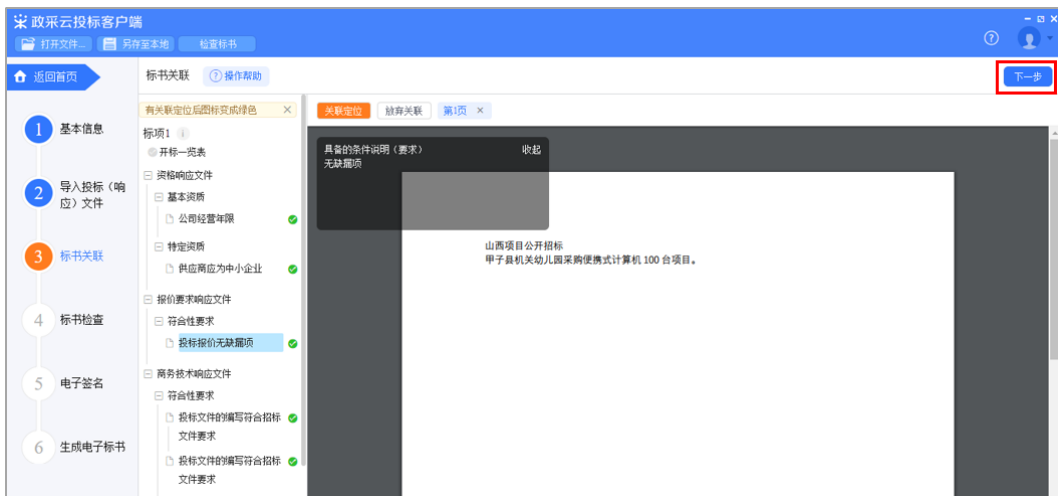 政采云投标客户端
打开文件... 另存至本地 检查标书
返回首页
标书关联 操作帮助
下一步
1 基本信息
2 导入投标（响应）文件
3 标书关联
4 标书检查
5 电子签名
6 生成电子标书
有关联定位后图标变成绿色
标项1
开标一览表
资格响应文件
基本资质
公司经营年限
特定资质
供应商应为中小企业
报价要求响应文件
符合性要求
投标报价无缺漏项
商务技术响应文件
符合性要求
投标文件的编写符合招标
文件要求
投标文件的编写符合招标
文件要求
关联定位 放弃关联 第1页
具备的条件说明（要求） 收起
无缺漏项
山西项目公开招标
甲子县机关幼儿园采购便携式计算机 100 台项目。